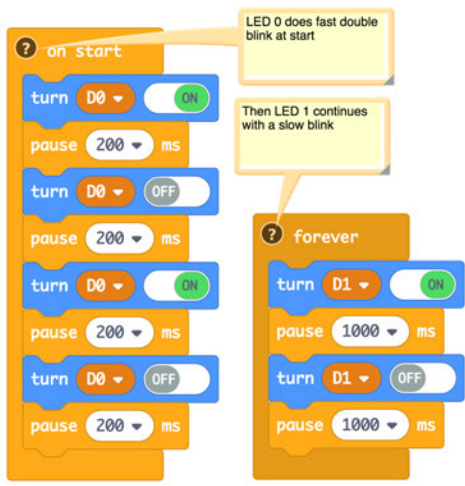 LED 0 does fast double
blink at start
? on start
turn D0 ON
pause 200 ms
turn D0 OFF
pause 200 ms
turn D0 ON
pause 200 ms
turn D0 OFF
pause 200 ms
Then LED 1 continues
with a slow blink
? forever
turn D1 ON
pause 1000 ms
turn D1 OFF
pause 1000 ms